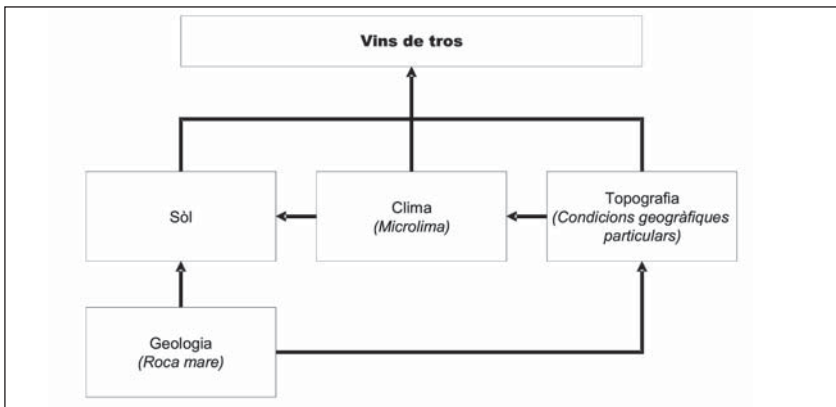 Vins de tros
Sòl
Clima
(Microlima)
Topografia
(Condicions geogràfiques
particulars)
Geologia
(Roca mare)